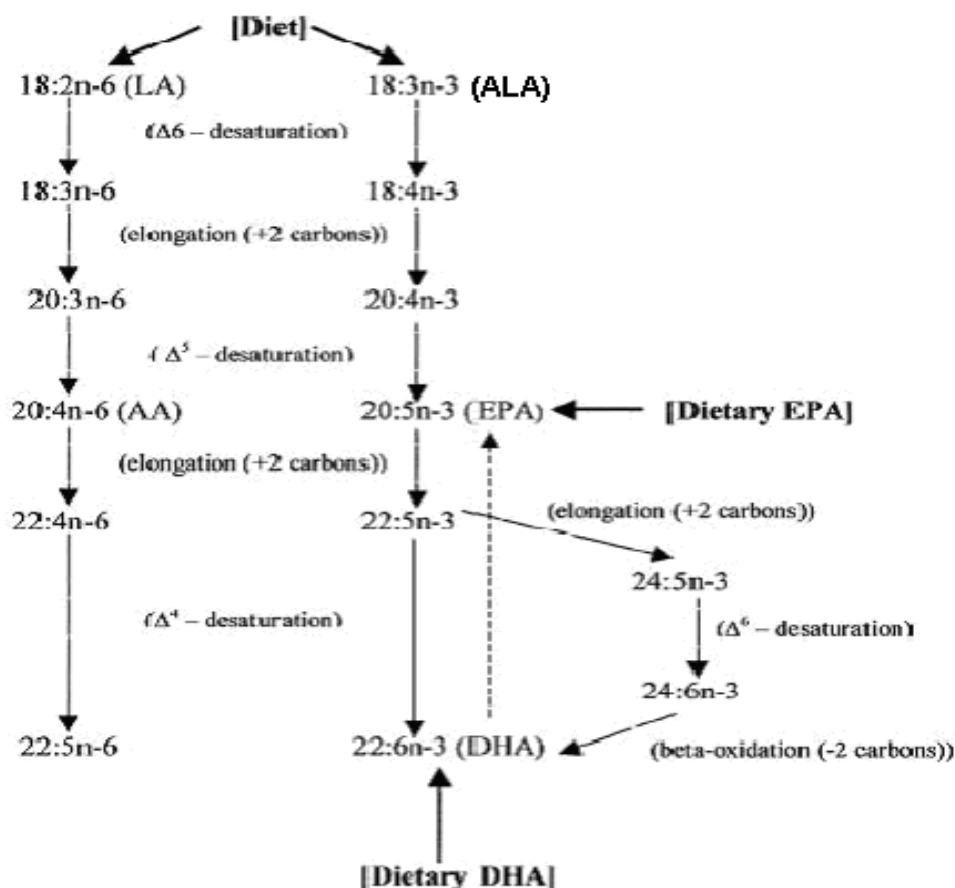 [Diet]
18:2n-6 (LA) 18:3n-3 (ALA)
(Δ6 – desaturation)
18:3n-6 18:4n-3
(elongation (+2 carbons))
20:3n-6 20:4n-3
(Δ⁵ – desaturation)
20:4n-6 (AA) 20:5n-3 (EPA) [Dietary EPA]
(elongation (+2 carbons))
22:4n-6 22:5n-3 (elongation (+2 carbons))
24:5n-3
(Δ⁴ – desaturation) (Δ⁶ – desaturation)
24:6n-3
22:5n-6 22:6n-3 (DHA) (beta-oxidation (-2 carbons))
[Dietary DHA]